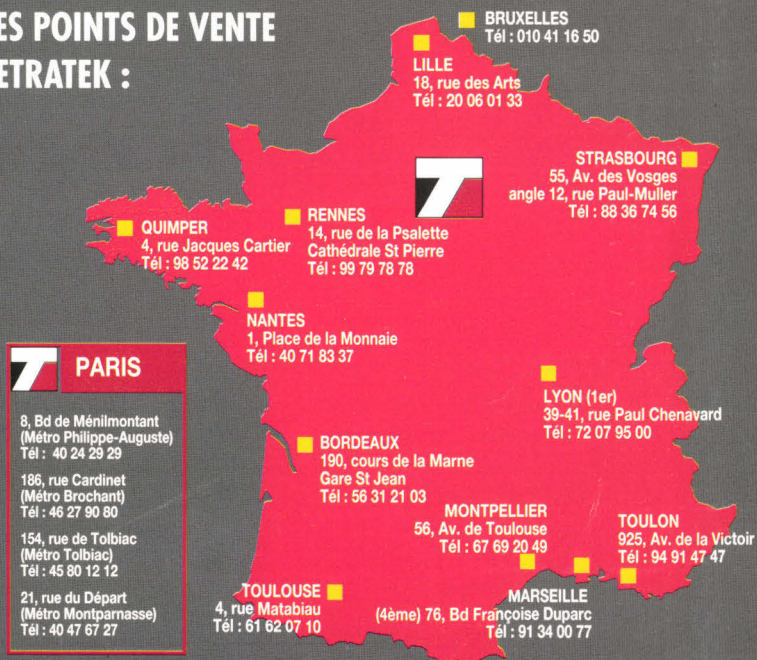 ES POINTS DE VENTE
ETRATEK :
BRUXELLES
Tél : 010 41 16 50
LILLE
18, rue des Arts
Tél : 20 06 01 33
STRASBOURG
55, Av. des Vosges
angle 12, rue Paul-Muller
Tél : 88 36 74 56
QUIMPER
4, rue Jacques Cartier
Tél : 98 52 22 42
RENNES
14, rue de la Psalette
Cathédrale St Pierre
Tél : 99 79 78 78
NANTES
1, Place de la Monnaie
Tél : 40 71 83 37
PARIS
8, Bd de Ménilmontant
(Métro Philippe-Auguste)
Tél : 40 24 29 29
186, rue Cardinet
(Métro Brochant)
Tél : 46 27 90 80
154, rue de Tolbiac
(Métro Tolbiac)
Tél : 45 80 12 12
21, rue du Départ
(Métro Montparnasse)
Tél : 40 47 67 27
LYON (1er)
39-41, rue Paul Chenavard
Tél : 72 07 95 00
BORDEAUX
190, cours de la Marne
Gare St Jean
Tél : 56 31 21 03
MONTPELLIER
56, Av. de Toulouse
Tél : 67 69 20 49
TOULON
925, Av. de la Victoir
Tél : 94 91 47 47
TOULOUSE
4, rue Matabiau
Tél : 61 62 07 10
MARSEILLE
(4ème) 76, Bd Françoise Duparc
Tél : 91 34 00 77